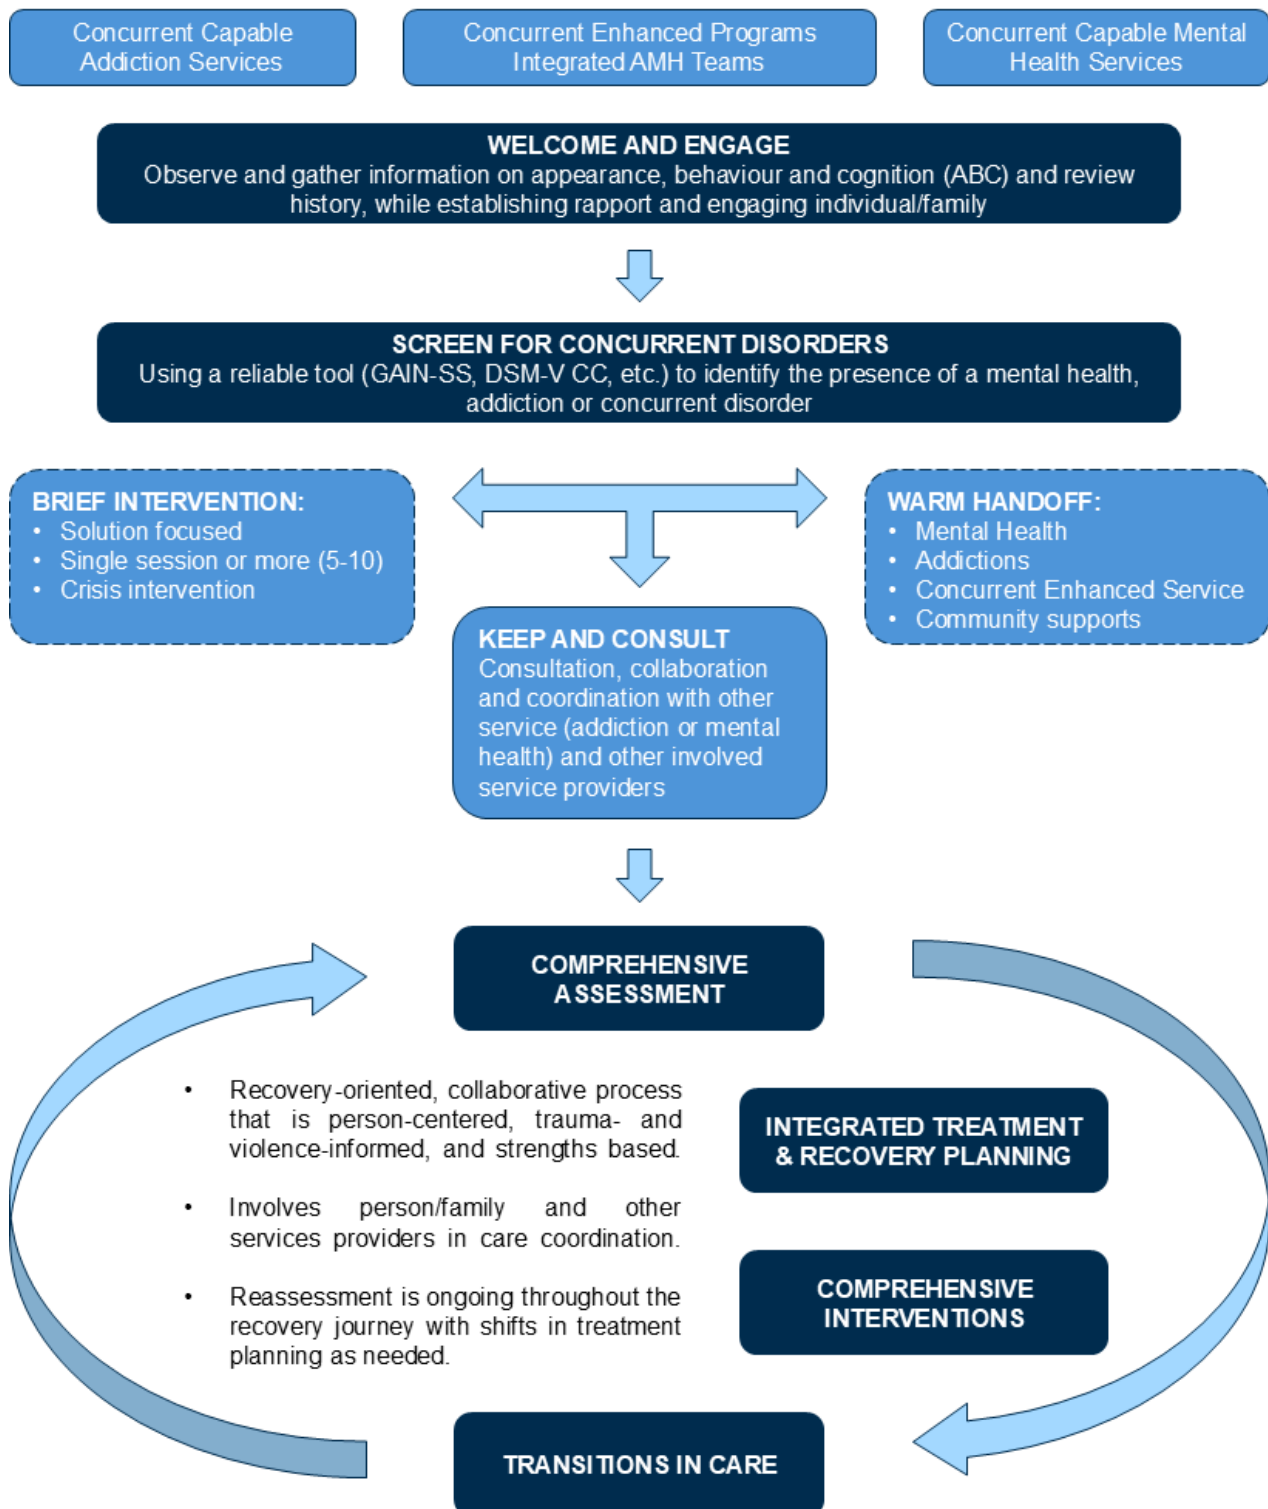 Concurrent Capable
Addiction Services
Concurrent Enhanced Programs
Integrated AMH Teams
Concurrent Capable Mental
Health Services
WELCOME AND ENGAGE
Observe and gather information on appearance, behaviour and cognition (ABC) and review
history, while establishing rapport and engaging individual/family
SCREEN FOR CONCURRENT DISORDERS
Using a reliable tool (GAIN-SS, DSM-V CC, etc.) to identify the presence of a mental health,
addiction or concurrent disorder
BRIEF INTERVENTION:
• Solution focused
• Single session or more (5-10)
• Crisis intervention
WARM HANDOFF:
• Mental Health
• Addictions
• Concurrent Enhanced Service
• Community supports
KEEP AND CONSULT
Consultation, collaboration
and coordination with other
service (addiction or mental
health) and other involved
service providers
COMPREHENSIVE
ASSESSMENT
• Recovery-oriented, collaborative process
that is person-centered, trauma- and
violence-informed, and strengths based.
• Involves person/family and other
services providers in care coordination.
• Reassessment is ongoing throughout the
recovery journey with shifts in treatment
planning as needed.
INTEGRATED TREATMENT
& RECOVERY PLANNING
COMPREHENSIVE
INTERVENTIONS
TRANSITIONS IN CARE